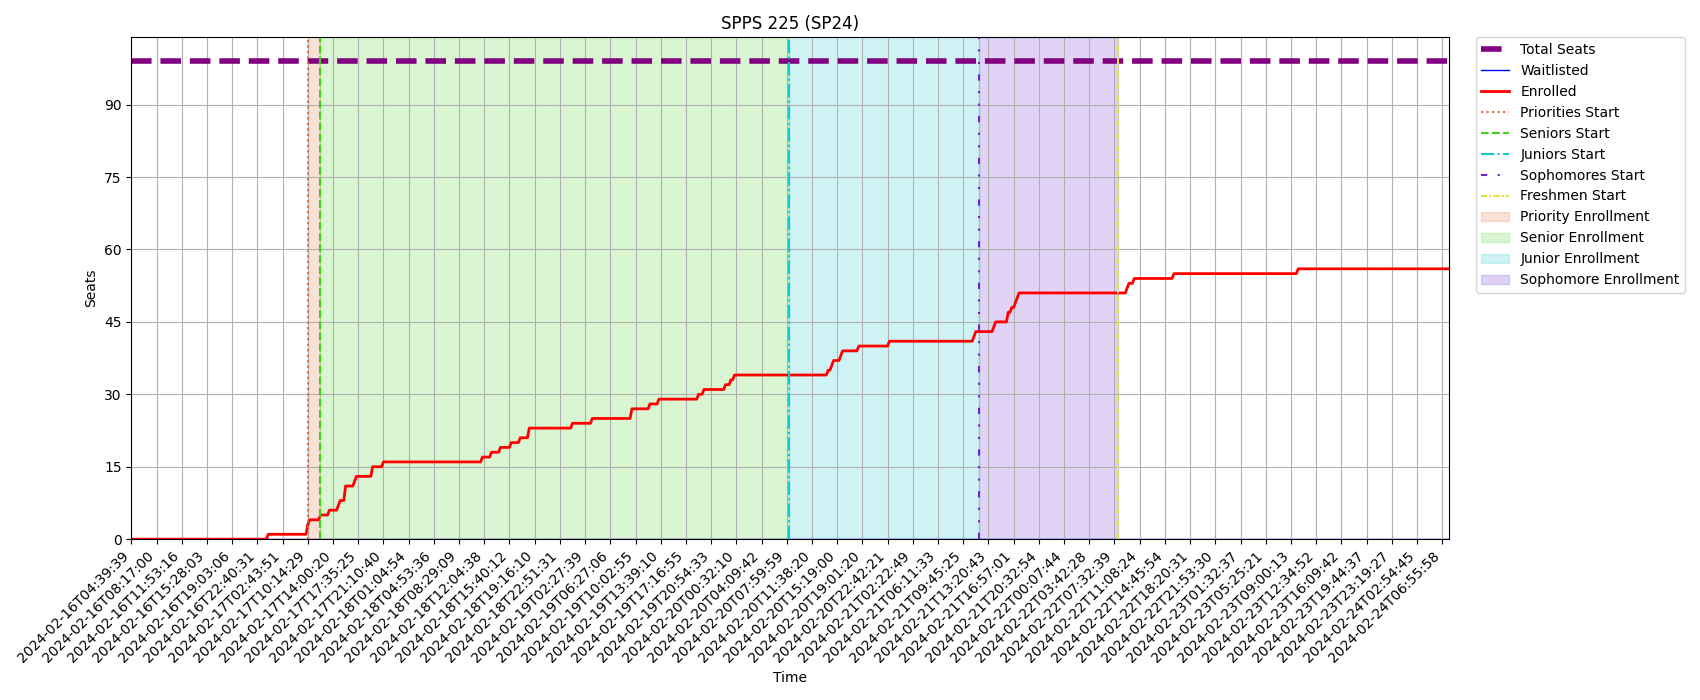 SPPS 225 (SP24)
Total Seats
Waitlisted
Enrolled
Priorities Start
Seniors Start
Juniors Start
Sophomores Start
Freshmen Start
Priority Enrollment
Senior Enrollment
Junior Enrollment
Sophomore Enrollment
Seats
90
75
60
45
30
15
0
2024-02-16T04:39:39
2024-02-16T08:17:00
2024-02-16T11:53:16
2024-02-16T15:28:03
2024-02-16T19:03:06
2024-02-16T22:40:31
2024-02-17T02:43:51
2024-02-17T10:14:29
2024-02-17T14:00:20
2024-02-17T17:35:25
2024-02-17T21:10:40
2024-02-18T01:04:54
2024-02-18T04:53:36
2024-02-18T08:29:09
2024-02-18T12:04:38
2024-02-18T15:40:12
2024-02-18T19:16:10
2024-02-18T22:51:31
2024-02-19T02:27:39
2024-02-19T06:27:06
2024-02-19T10:02:55
2024-02-19T13:39:10
2024-02-19T17:16:55
2024-02-19T20:54:33
2024-02-20T00:32:10
2024-02-20T04:09:42
2024-02-20T07:59:59
2024-02-20T11:38:20
2024-02-20T15:19:00
2024-02-20T19:01:20
2024-02-20T22:42:21
2024-02-21T02:22:49
2024-02-21T06:11:33
2024-02-21T09:45:25
2024-02-21T13:20:43
2024-02-21T16:57:01
2024-02-21T20:32:54
2024-02-22T00:07:44
2024-02-22T03:42:28
2024-02-22T07:32:39
2024-02-22T11:08:24
2024-02-22T14:45:54
2024-02-22T18:20:31
2024-02-22T21:53:30
2024-02-23T01:32:37
2024-02-23T05:25:21
2024-02-23T09:00:13
2024-02-23T12:34:52
2024-02-23T16:09:42
2024-02-23T19:44:37
2024-02-23T23:19:27
2024-02-24T02:54:45
2024-02-24T06:55:58
Time